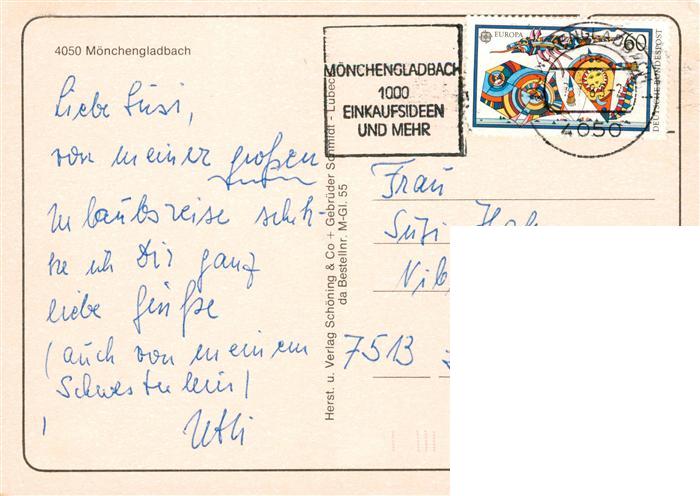 4050 Mönchengladbach
Liebe Susi,
von meiner großen
Urlaubsreise schik-
ke ich Dir ganz
liebe Grüße
(auch von meinem
Schwesterlein)
MÖNCHENGLADBACH
1000
EINKAUFSIDEEN
UND MEHR
EUROPA
60
DEUTSCHE BUNDESPOST
4050
Herst. u. Verlag Schöning & Co + Gebrüder Schmidt - Lübeck
da Bestellnr. M-Gl. 55
Frau
Susi
7513